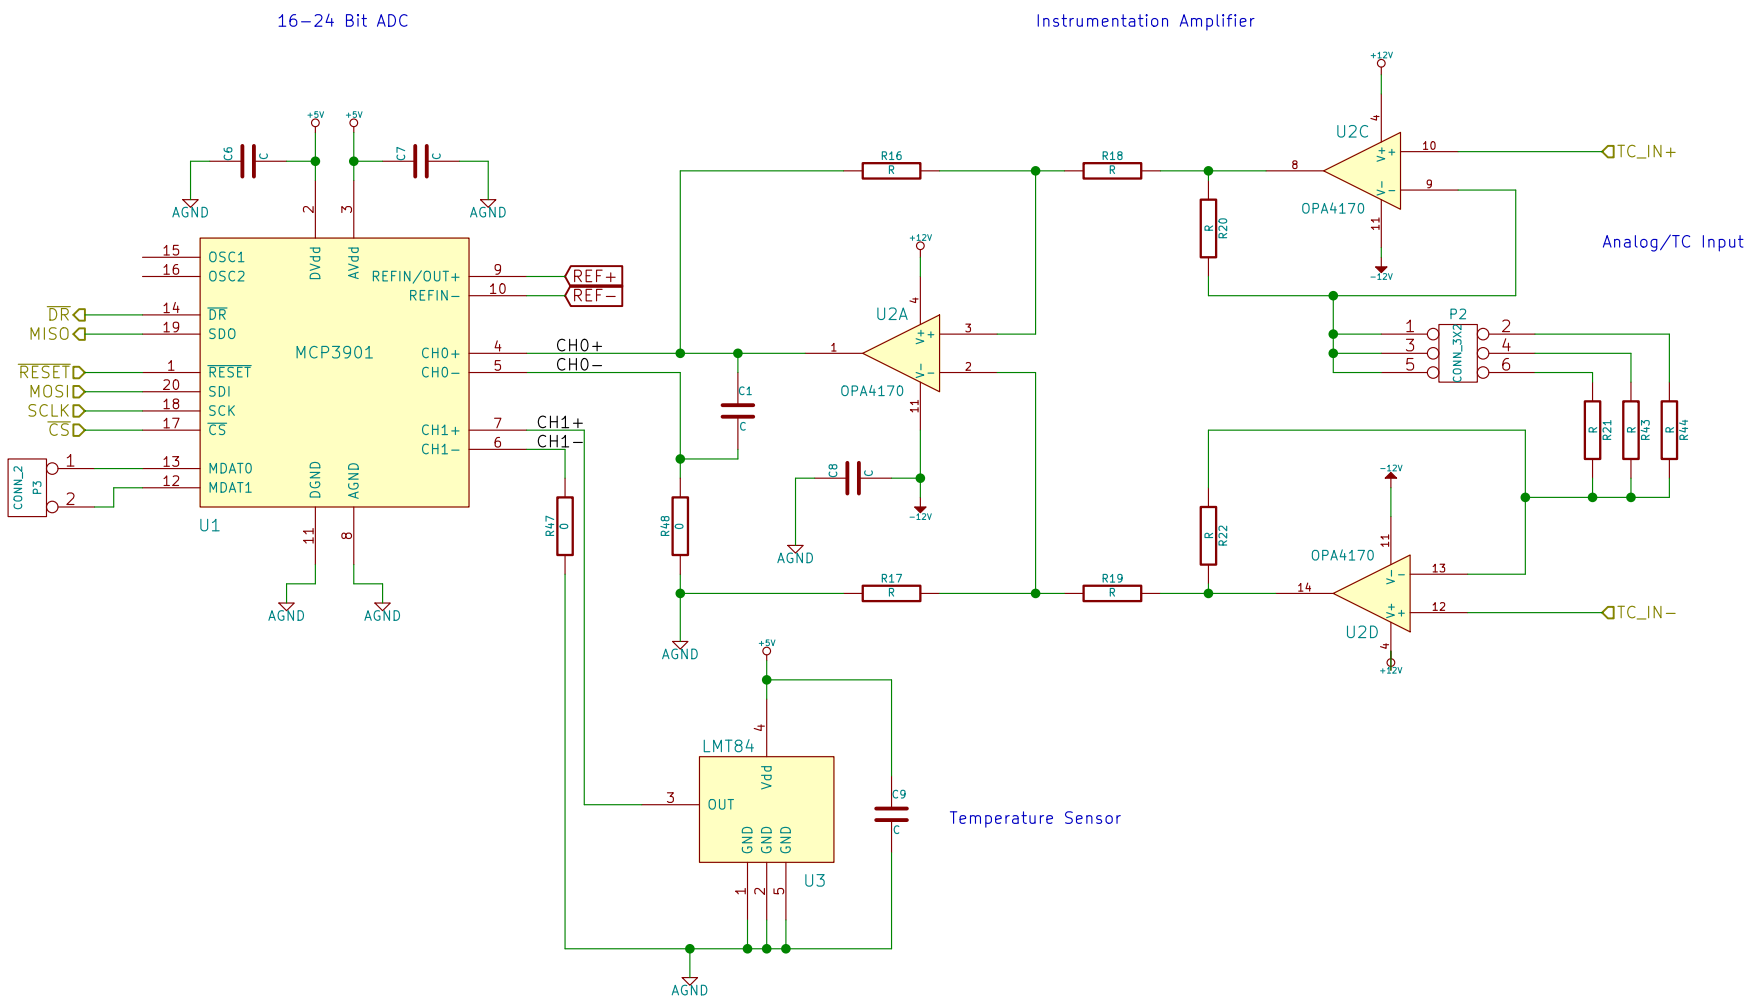 16-24 Bit ADC
Instrumentation Amplifier
+12V
4
U2C
V+
+
10
TC_IN+
8
V-
-
9
OPA4170
11
-12V
+5V
+5V
C6
C
C7
C
AGND
AGND
2
3
R16
R
R18
R
R
R20
Analog/TC Input
15
OSC1
16
OSC2
DVdd
AVdd
REFIN/OUT+
9
REF+
REFIN-
10
REF-
DR
14
DR
MISO
19
SDO
MCP3901
CH0+
4
CH0+
CH0-
5
CH0-
RESET
1
RESET
MOSI
20
SDI
SCLK
18
SCK
CS
17
CS
CH1+
7
CH1+
CH1-
6
CH1-
1
13
MDAT0
2
12
MDAT1
CONN_2
P3
DGND
AGND
U1
11
8
AGND
AGND
+12V
4
U2A
V+
+
3
1
V-
-
2
OPA4170
11
C1
C
C8
C
-12V
AGND
R47
0
R48
0
P2
1
2
3
4
5
6
CONN_3X2
R
R21
R
R43
R
R44
-12V
11
OPA4170
V-
-
13
14
V+
+
12
TC_IN-
U2D
4
+12V
R
R22
R17
R
R19
R
AGND
+5V
4
LMT84
Vdd
3
OUT
GND
GND
GND
U3
1
2
5
C9
C
Temperature Sensor
AGND